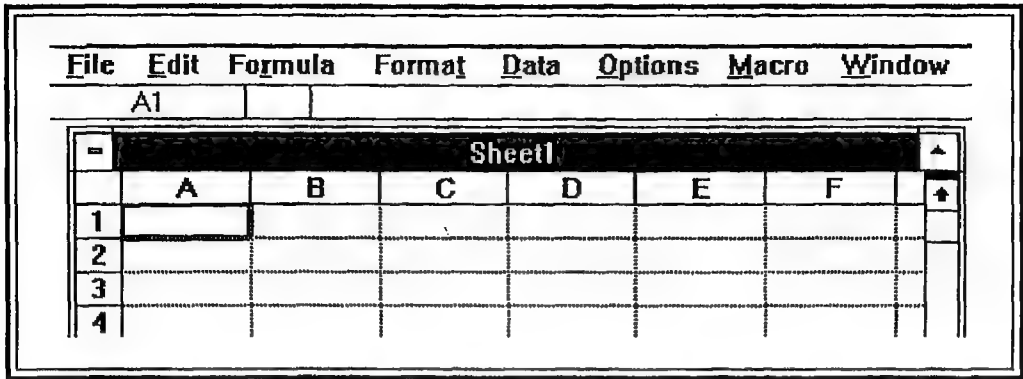 File Edit Formula Format Data Options Macro Window
A1
Sheet1
A B C D E F
1
2
3
4